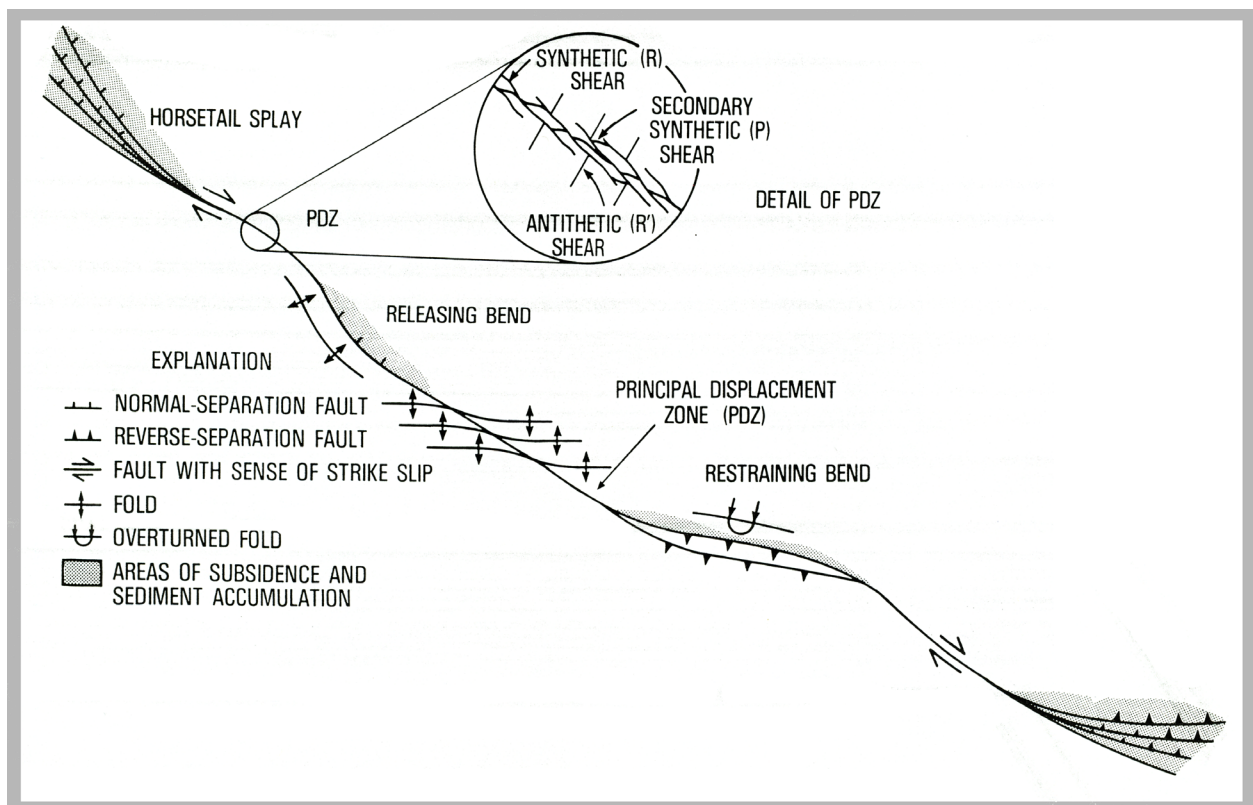 SYNTHETIC (R)
SHEAR
HORSETAIL SPLAY
SECONDARY
SYNTHETIC (P)
SHEAR
DETAIL OF PDZ
PDZ
ANTITHETIC (R')
SHEAR
RELEASING BEND
EXPLANATION
NORMAL-SEPARATION FAULT
REVERSE-SEPARATION FAULT
FAULT WITH SENSE OF STRIKE SLIP
FOLD
OVERTURNED FOLD
AREAS OF SUBSIDENCE AND
SEDIMENT ACCUMULATION
PRINCIPAL DISPLACEMENT
ZONE (PDZ)
RESTRAINING BEND